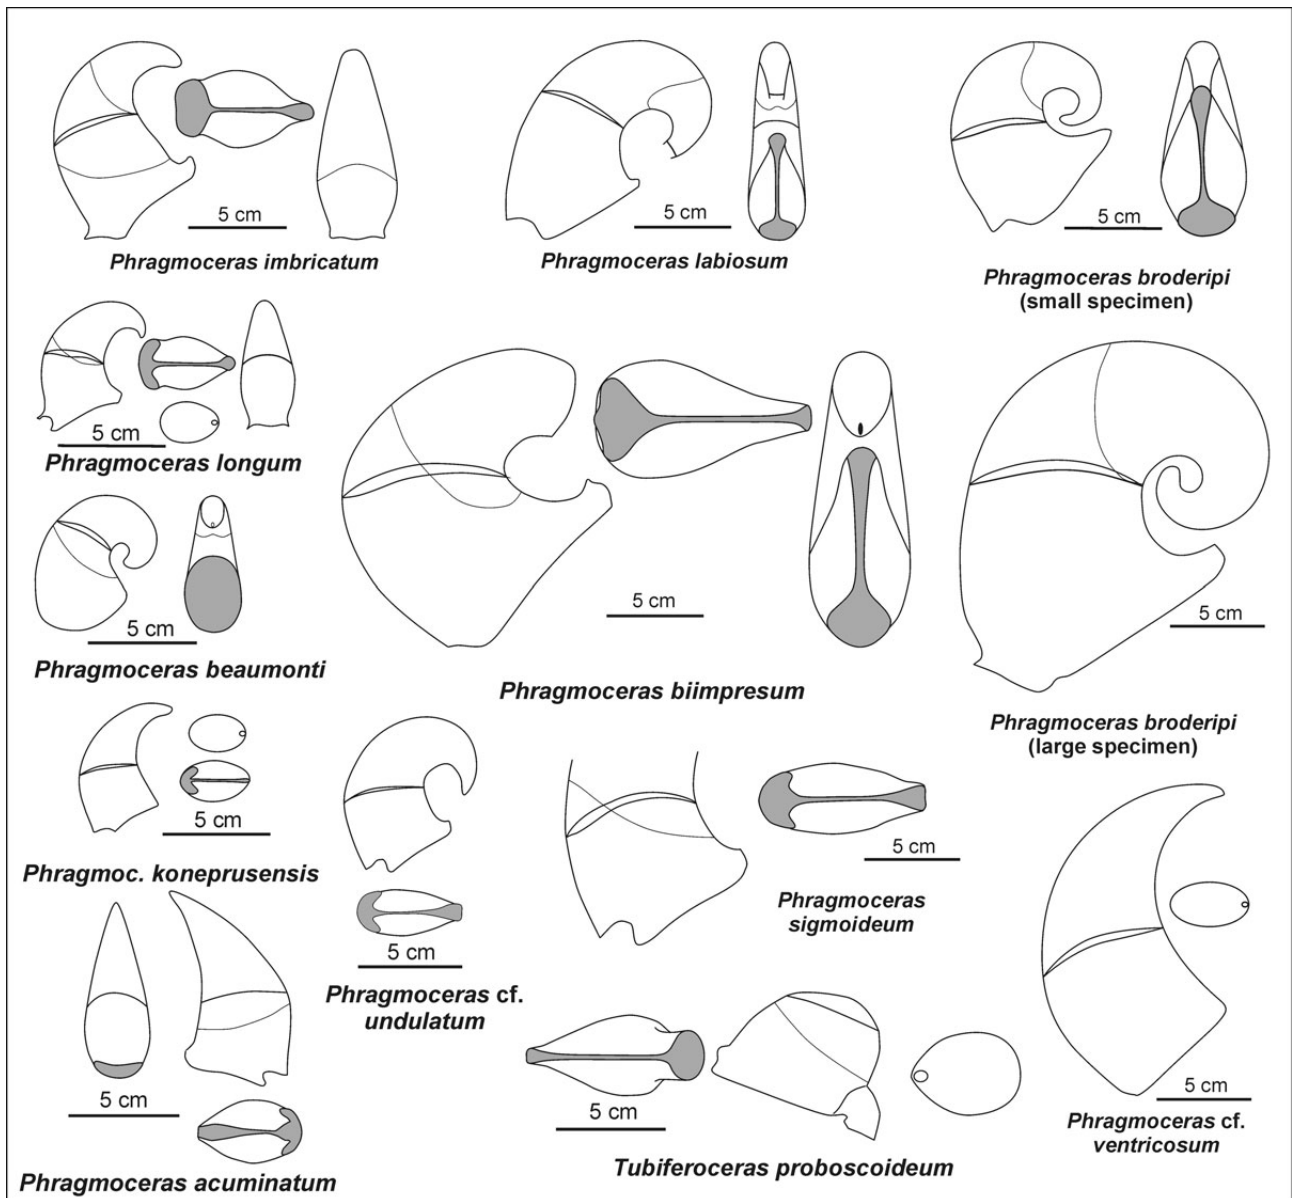 5 cm
Phragmoceras imbricatum
5 cm
Phragmoceras labiosum
5 cm
Phragmoceras broderipi
(small specimen)
5 cm
Phragmoceras longum
5 cm
Phragmoceras beaumonti
5 cm
Phragmoceras biimpresum
5 cm
Phragmoceras broderipi
(large specimen)
5 cm
Phragmoc. koneprusensis
5 cm
Phragmoceras cf.
undulatum
5 cm
Phragmoceras
sigmoideum
5 cm
Phragmoceras cf.
ventricosum
5 cm
Phragmoceras acuminatum
5 cm
Tubiferoceras proboscoideum